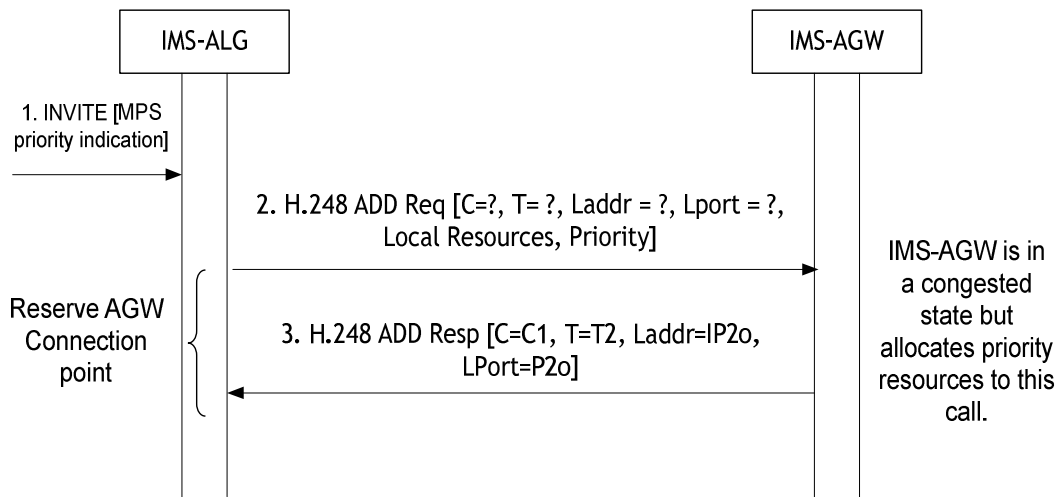 IMS-ALG
IMS-AGW
1. INVITE [MPS
priority indication]
2. H.248 ADD Req [C=?, T= ?, Laddr = ?, Lport = ?,
Local Resources, Priority]
Reserve AGW
Connection
point
3. H.248 ADD Resp [C=C1, T=T2, Laddr=IP2o,
LPort=P2o]
IMS-AGW is in
a congested
state but
allocates priority
resources to this
call.